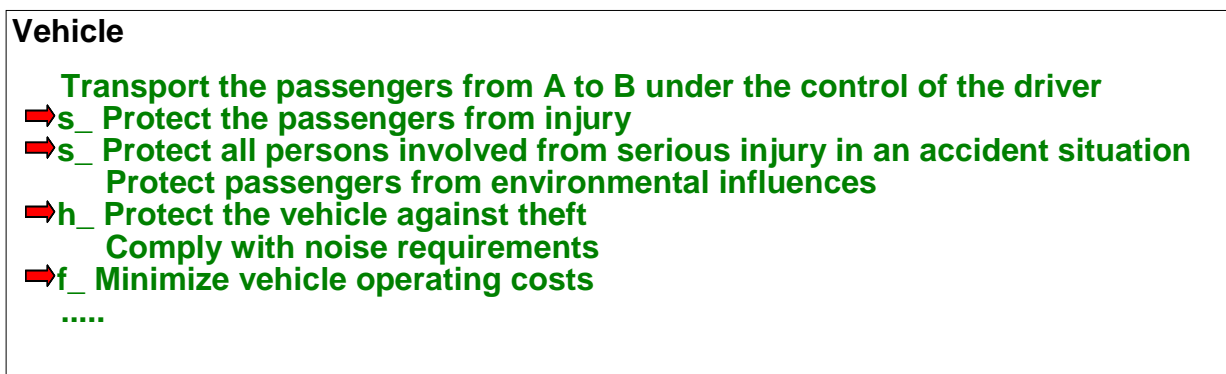 Vehicle
Transport the passengers from A to B under the control of the driver
s_ Protect the passengers from injury
s_ Protect all persons involved from serious injury in an accident situation
Protect passengers from environmental influences
h_ Protect the vehicle against theft
Comply with noise requirements
f_ Minimize vehicle operating costs
.....